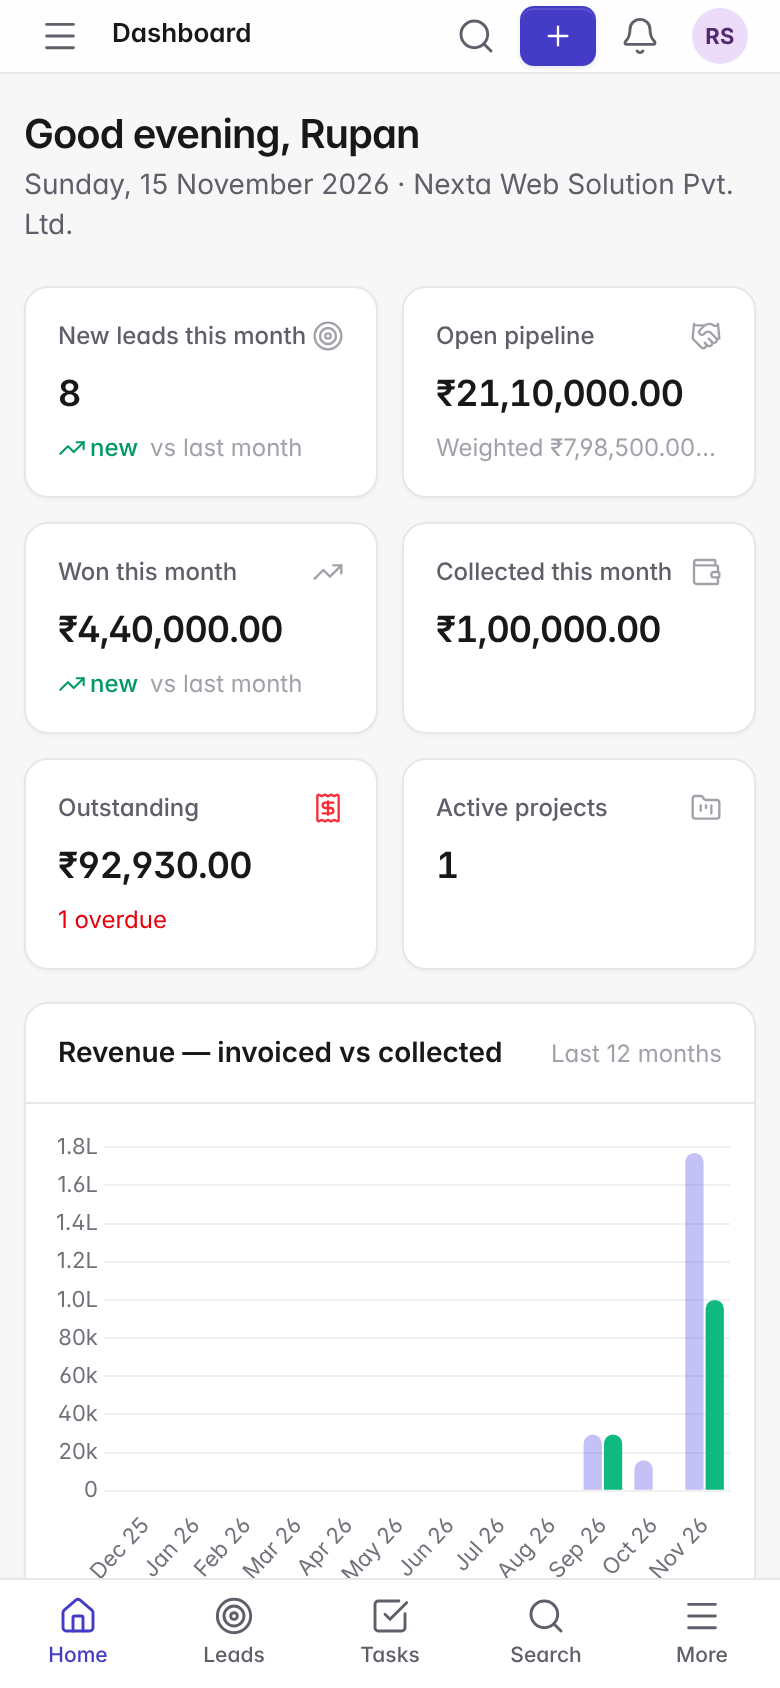 Dashboard
RS
Good evening, Rupan
Sunday, 15 November 2026 · Nexta Web Solution Pvt.
Ltd.
New leads this month
8
new vs last month
Open pipeline
₹21,10,000.00
Weighted ₹7,98,500.00...
Won this month
₹4,40,000.00
new vs last month
Collected this month
₹1,00,000.00
Outstanding
₹92,930.00
1 overdue
Active projects
1
Revenue — invoiced vs collected
Last 12 months
1.8L
1.6L
1.4L
1.2L
1.0L
80k
60k
40k
20k
0
Dec 25
Jan 26
Feb 26
Mar 26
Apr 26
May 26
Jun 26
Jul 26
Aug 26
Sep 26
Oct 26
Nov 26
Home
Leads
Tasks
Search
More